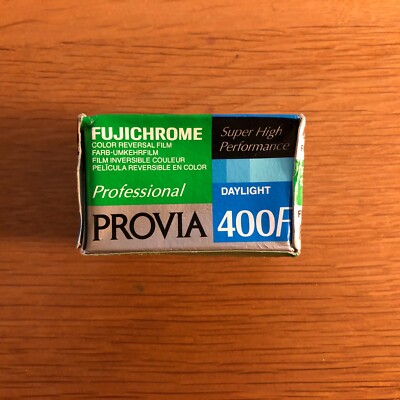 FUJICHROME
COLOR REVERSAL FILM
FARB-UMKEHRFILM
FILM INVERSIBLE COULEUR
PELÍCULA REVERSIBLE EN COLOR
Super High
Performance
Professional
DAYLIGHT
PROVIA 400F